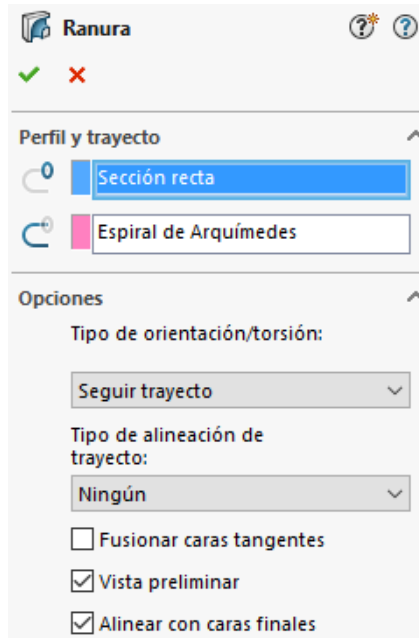 Ranura
Perfil y trayecto
Sección recta
Espiral de Arquímedes
Opciones
Tipo de orientación/torsión:
Seguir trayecto
Tipo de alineación de
trayecto:
Ningún
Fusionar caras tangentes
Vista preliminar
Alinear con caras finales